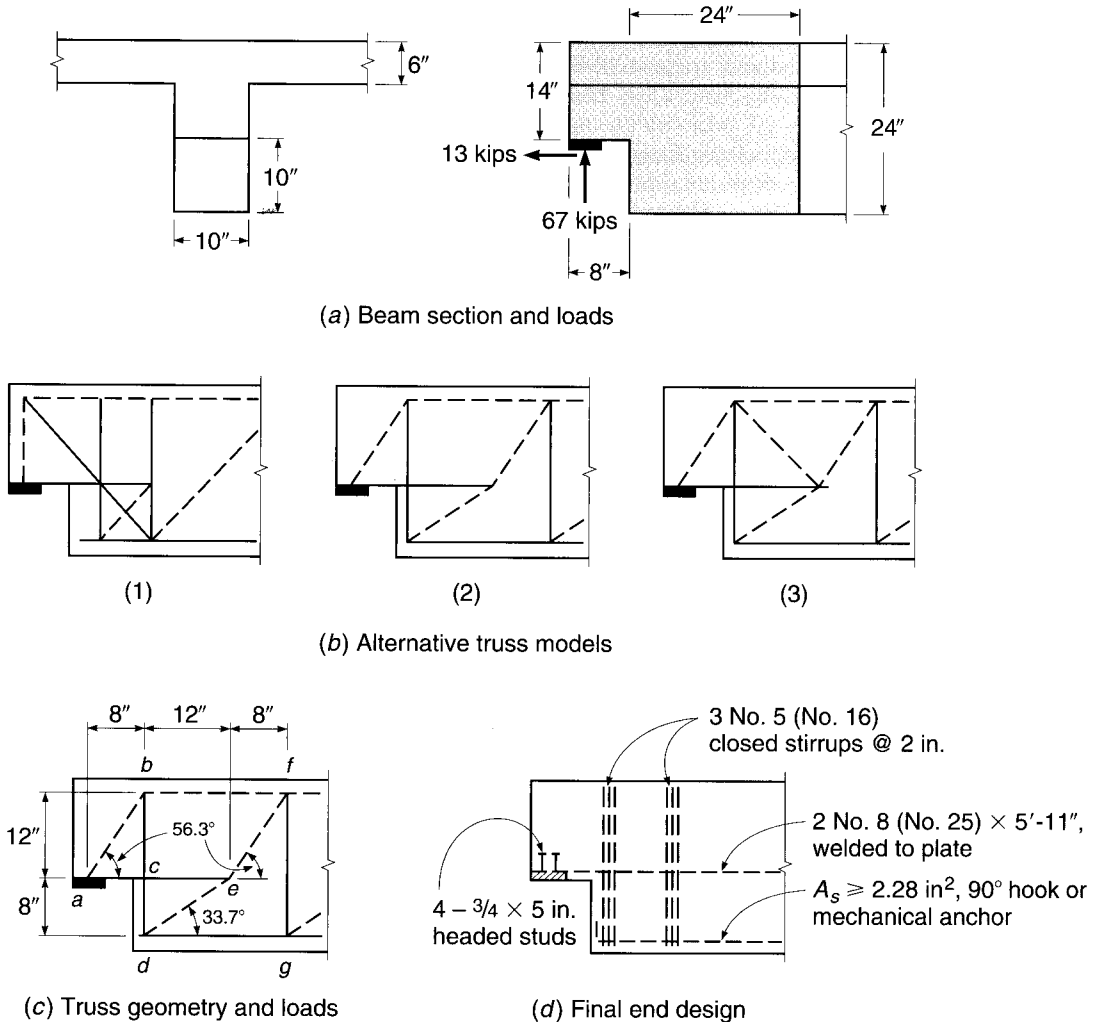 24″
6″
14″
24″
10″
13 kips
67 kips
10″
8″
(a) Beam section and loads
(1)
(2)
(3)
(b) Alternative truss models
8″
12″
8″
b
f
12″
56.3°
c
a
e
8″
33.7°
d
g
(c) Truss geometry and loads
3 No. 5 (No. 16)
closed stirrups @ 2 in.
2 No. 8 (No. 25) × 5′-11″,
welded to plate
4 – 3/4 × 5 in.
headed studs
As ⩾ 2.28 in², 90° hook or
mechanical anchor
(d) Final end design